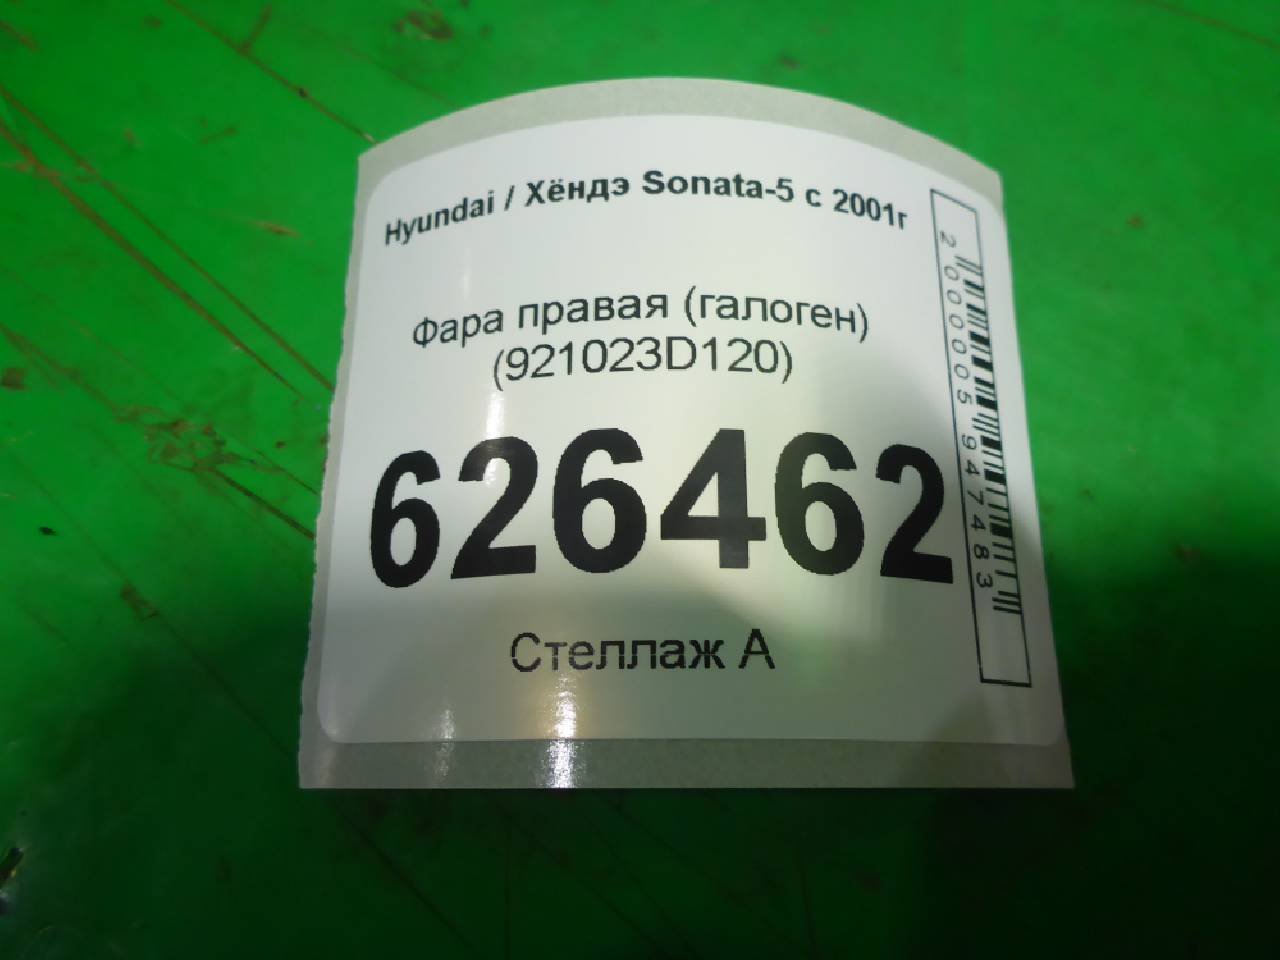 Hyundai / Хёндэ Sonata-5 с 2001г
Фара правая (галоген)
(921023D120)
626462
Стеллаж А
2000005947483